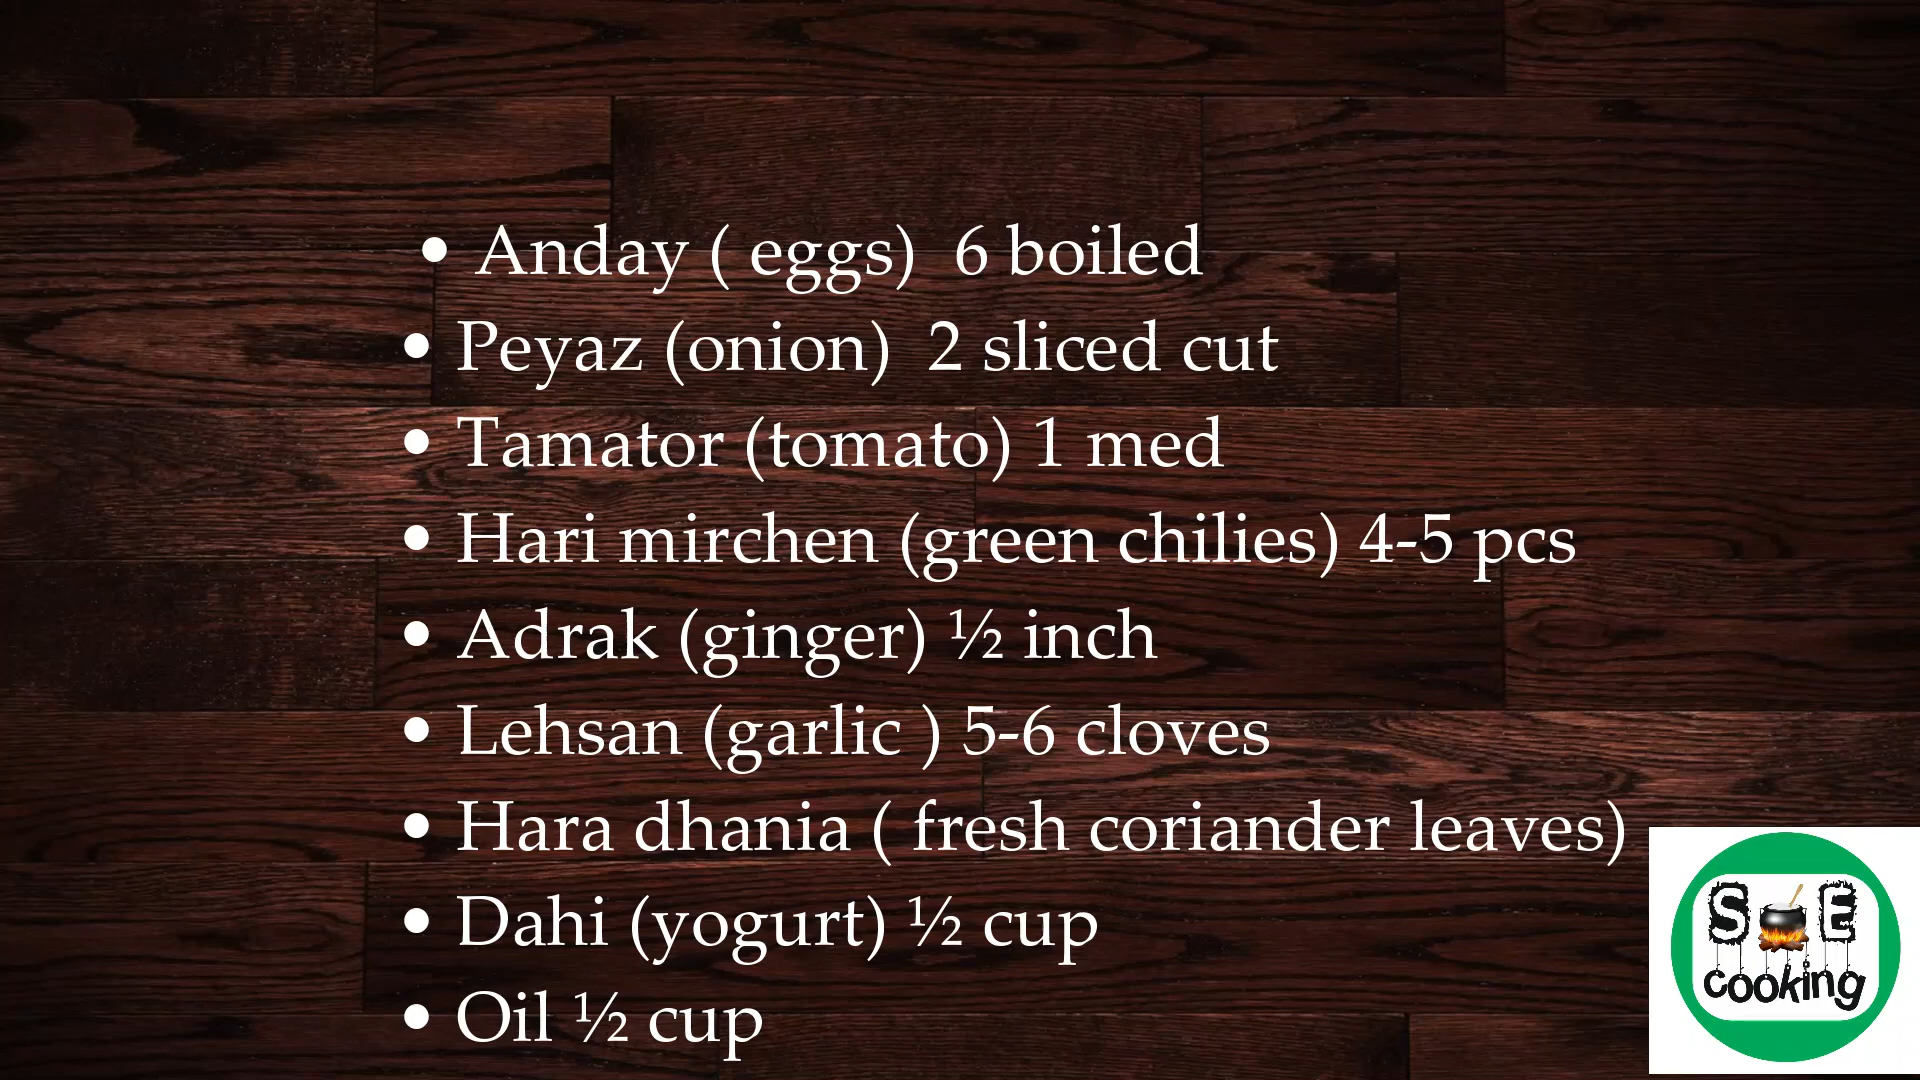 • Anday ( eggs)  6 boiled
• Peyaz (onion)  2 sliced cut
• Tamator (tomato) 1 med
• Hari mirchen (green chilies) 4-5 pcs
• Adrak (ginger) ½ inch
• Lehsan (garlic ) 5-6 cloves
• Hara dhania ( fresh coriander leaves)
• Dahi (yogurt) ½ cup
• Oil ½ cup
S E
cooking